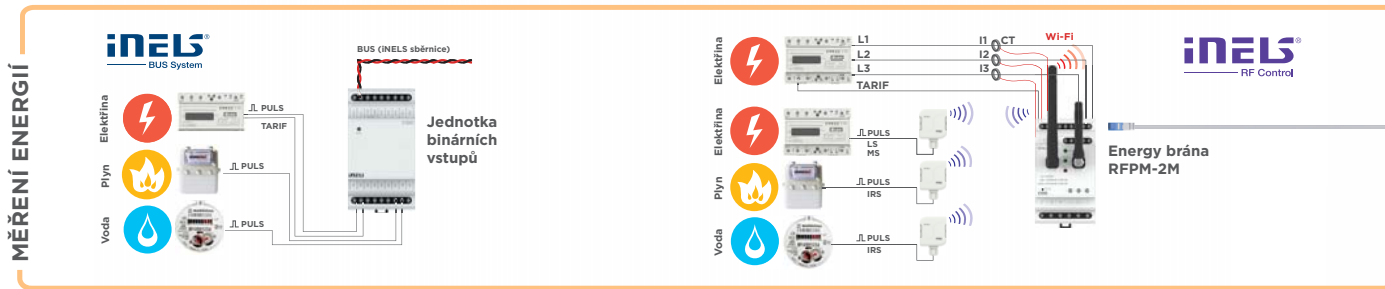 MĚŘENÍ ENERGIÍ
iNELS®
BUS System
BUS (iNELS sběrnice)
Elektřina
PULS
TARIF
Plyn
PULS
Voda
PULS
Jednotka
binárních
vstupů
Elektřina
L1
L2
L3
TARIF
I1 CT
I2
I3
Wi-Fi
iNELS®
RF Control
Elektřina
PULS
LS
MS
Plyn
PULS
IRS
Voda
PULS
IRS
Energy brána
RFPM-2M